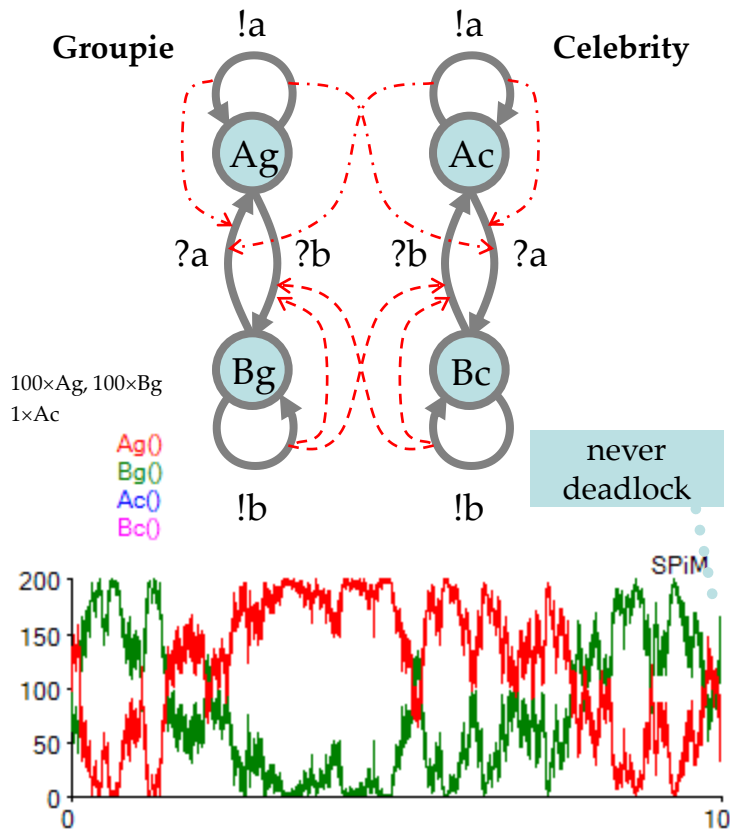 !a
!a
Groupie
Celebrity
Ag
Ac
?a
?b
?b
?a
Bg
Bc
100×Ag, 100×Bg
1×Ac
Ag()
Bg()
Ac()
Bc()
!b
!b
never
deadlock
SPiM
200
150
100
50
0
0
10